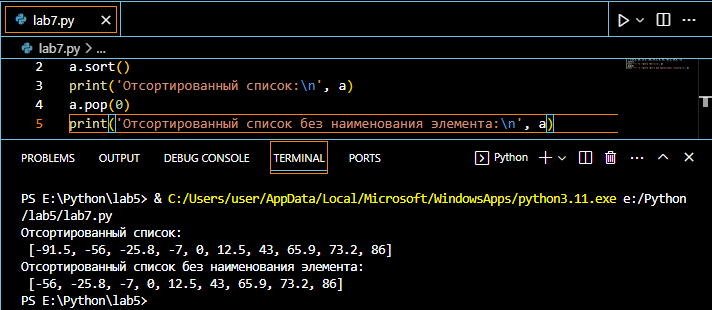 lab7.py ×
lab7.py > ...
2 a.sort()
3 print('Отсортированный список:\n', a)
4 a.pop(0)
5 print('Отсортированный список без наименования элемента:\n', a)
PROBLEMS OUTPUT DEBUG CONSOLE TERMINAL PORTS
Python
PS E:\Python\lab5> & C:/Users/user/AppData/Local/Microsoft/WindowsApps/python3.11.exe e:/Python
/lab5/lab7.py
Отсортированный список:
[-91.5, -56, -25.8, -7, 0, 12.5, 43, 65.9, 73.2, 86]
Отсортированный список без наименования элемента:
[-56, -25.8, -7, 0, 12.5, 43, 65.9, 73.2, 86]
PS E:\Python\lab5>